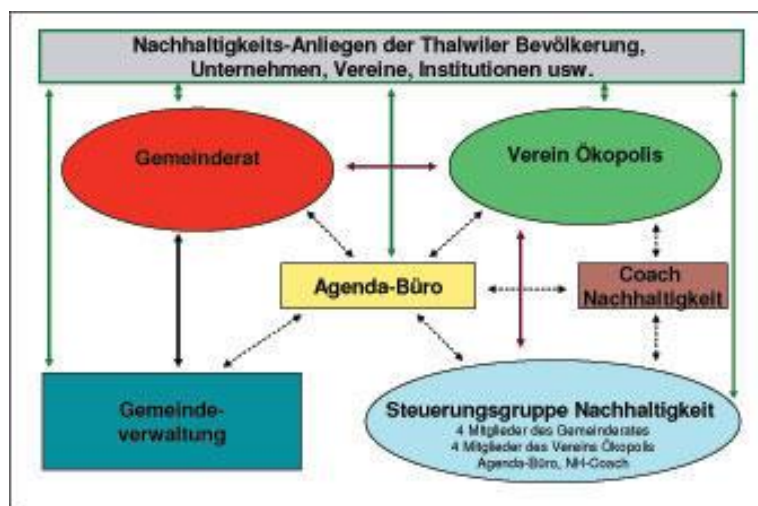 Nachhaltigkeits-Anliegen der Thalwiler Bevölkerung,
Unternehmen, Vereine, Institutionen usw.
Gemeinderat
Verein Ökopolis
Agenda-Büro
Coach
Nachhaltigkeit
Gemeinde-
verwaltung
Steuerungsgruppe Nachhaltigkeit
4 Mitglieder des Gemeinderates
4 Mitglieder des Vereins Ökopolis
Agenda-Büro, NH-Coach